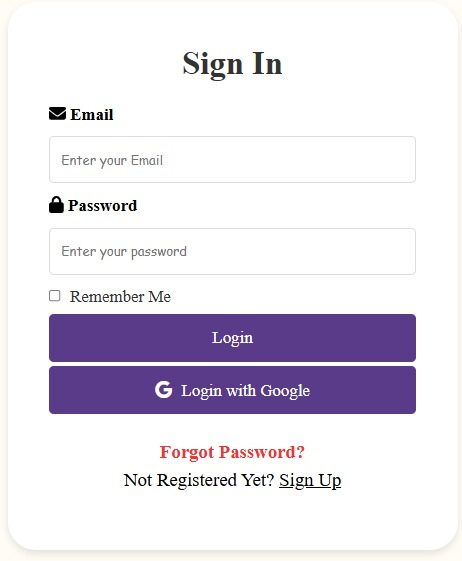 Sign In
Email
Enter your Email
Password
Enter your password
Remember Me
Login
G Login with Google
Forgot Password?
Not Registered Yet? Sign Up